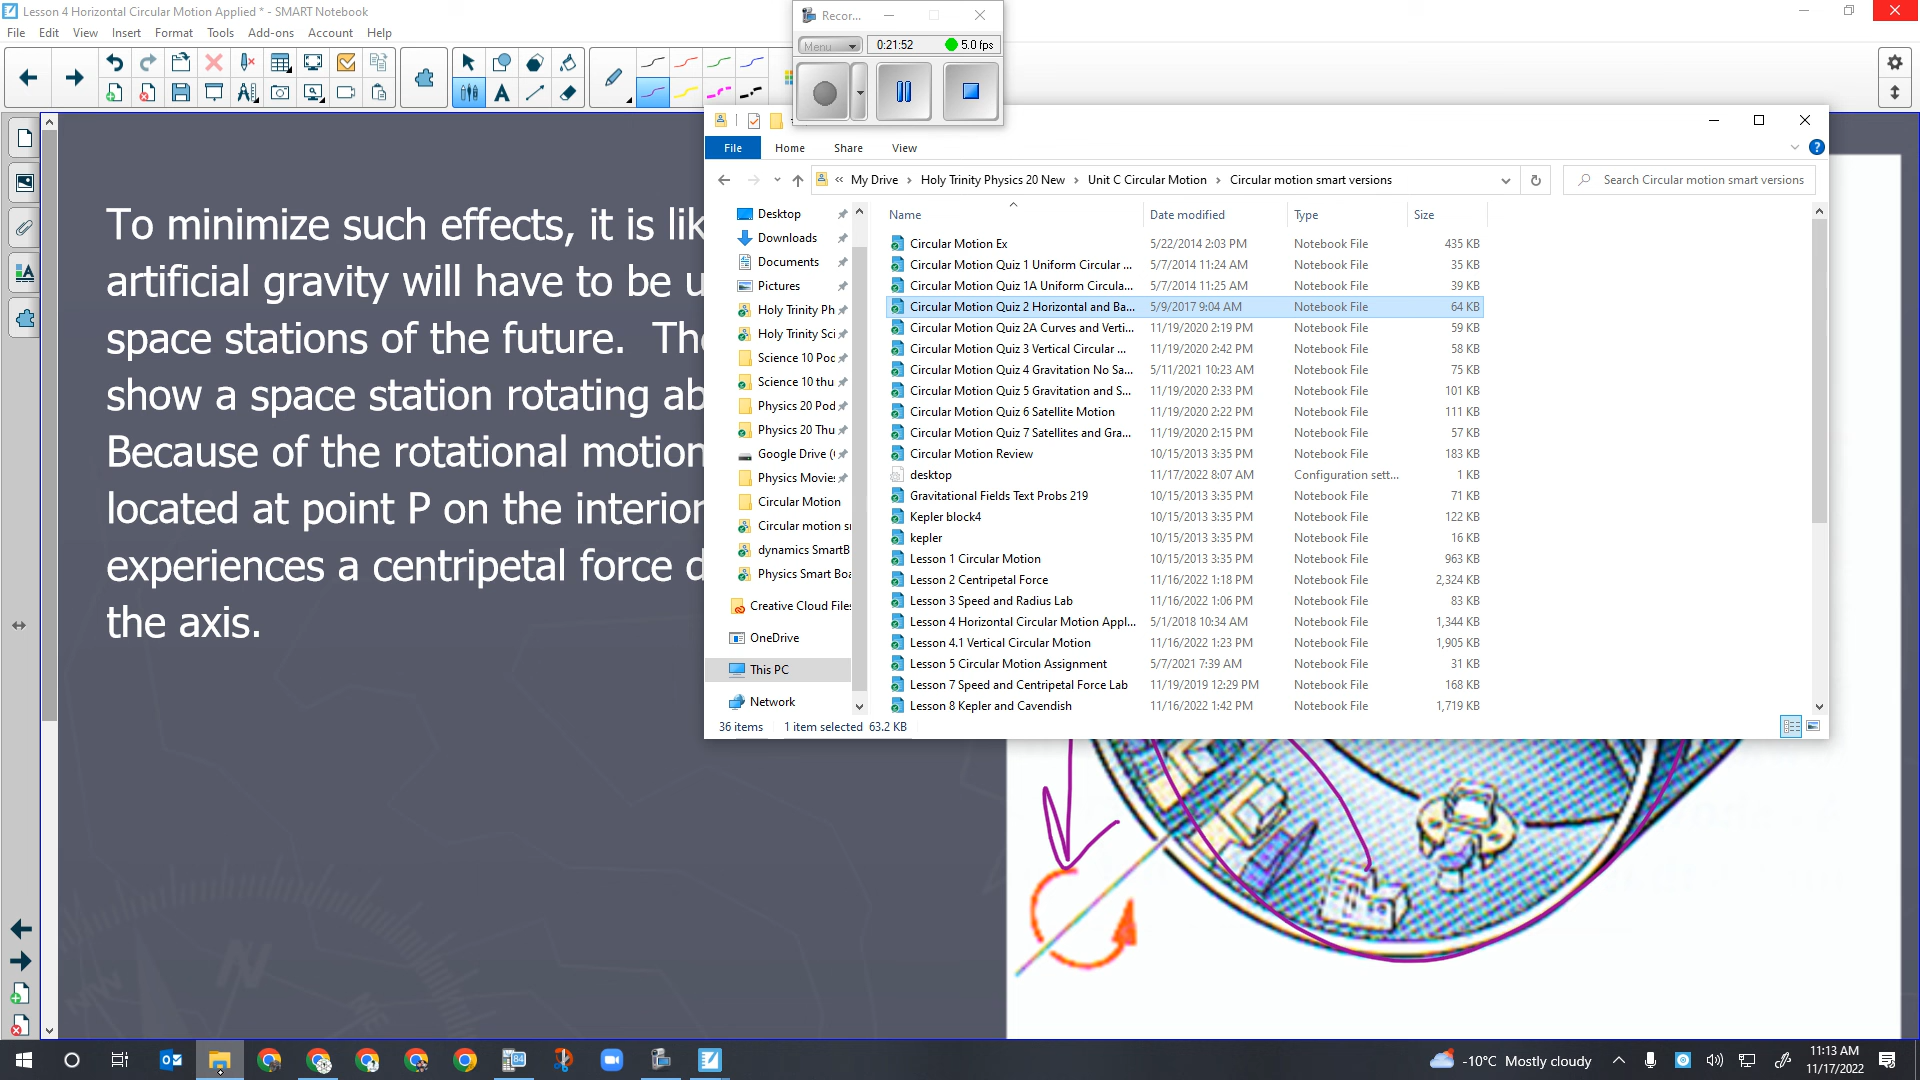 Lesson 4 Horizontal Circular Motion Applied * - SMART Notebook
File Edit View Insert Format Tools Add-ons Account Help
Recor...
Menu 0:21:52 5.0 fps
File Home Share View
« My Drive › Holy Trinity Physics 20 New › Unit C Circular Motion › Circular motion smart versions
Search Circular motion smart versions
Desktop
Downloads
Documents
Pictures
Holy Trinity Ph
Holy Trinity Sci
Science 10 Poc
Science 10 thu
Physics 20 Pod
Physics 20 Thu
Google Drive (
Physics Movie
Circular Motion
Circular motion sr
dynamics SmartB
Physics Smart Boa
Creative Cloud Files
OneDrive
This PC
Network
Name Date modified Type Size
Circular Motion Ex 5/22/2014 2:03 PM Notebook File 435 KB
Circular Motion Quiz 1 Uniform Circular ... 5/7/2014 11:24 AM Notebook File 35 KB
Circular Motion Quiz 1A Uniform Circula... 5/7/2014 11:25 AM Notebook File 39 KB
Circular Motion Quiz 2 Horizontal and Ba... 5/9/2017 9:04 AM Notebook File 64 KB
Circular Motion Quiz 2A Curves and Verti... 11/19/2020 2:19 PM Notebook File 59 KB
Circular Motion Quiz 3 Vertical Circular ... 11/19/2020 2:42 PM Notebook File 58 KB
Circular Motion Quiz 4 Gravitation No Sa... 5/11/2021 10:23 AM Notebook File 75 KB
Circular Motion Quiz 5 Gravitation and S... 11/19/2020 2:33 PM Notebook File 101 KB
Circular Motion Quiz 6 Satellite Motion 11/19/2020 2:22 PM Notebook File 111 KB
Circular Motion Quiz 7 Satellites and Gra... 11/19/2020 2:15 PM Notebook File 57 KB
Circular Motion Review 10/15/2013 3:35 PM Notebook File 183 KB
desktop 11/17/2022 8:07 AM Configuration sett... 1 KB
Gravitational Fields Text Probs 219 10/15/2013 3:35 PM Notebook File 71 KB
Kepler block4 10/15/2013 3:35 PM Notebook File 122 KB
kepler 10/15/2013 3:35 PM Notebook File 16 KB
Lesson 1 Circular Motion 10/15/2013 3:35 PM Notebook File 963 KB
Lesson 2 Centripetal Force 11/16/2022 1:18 PM Notebook File 2,324 KB
Lesson 3 Speed and Radius Lab 11/16/2022 1:06 PM Notebook File 83 KB
Lesson 4 Horizontal Circular Motion Appl... 5/1/2018 10:34 AM Notebook File 1,344 KB
Lesson 4.1 Vertical Circular Motion 11/16/2022 1:23 PM Notebook File 1,905 KB
Lesson 5 Circular Motion Assignment 5/7/2021 7:39 AM Notebook File 31 KB
Lesson 7 Speed and Centripetal Force Lab 11/19/2019 12:29 PM Notebook File 168 KB
Lesson 8 Kepler and Cavendish 11/16/2022 1:42 PM Notebook File 1,719 KB
36 items 1 item selected 63.2 KB
To minimize such effects, it is lik
artificial gravity will have to be u
space stations of the future. The
show a space station rotating ab
Because of the rotational motion
located at point P on the interior
experiences a centripetal force d
the axis.
N
NW
NE
84
-10°C Mostly cloudy
11:13 AM
11/17/2022